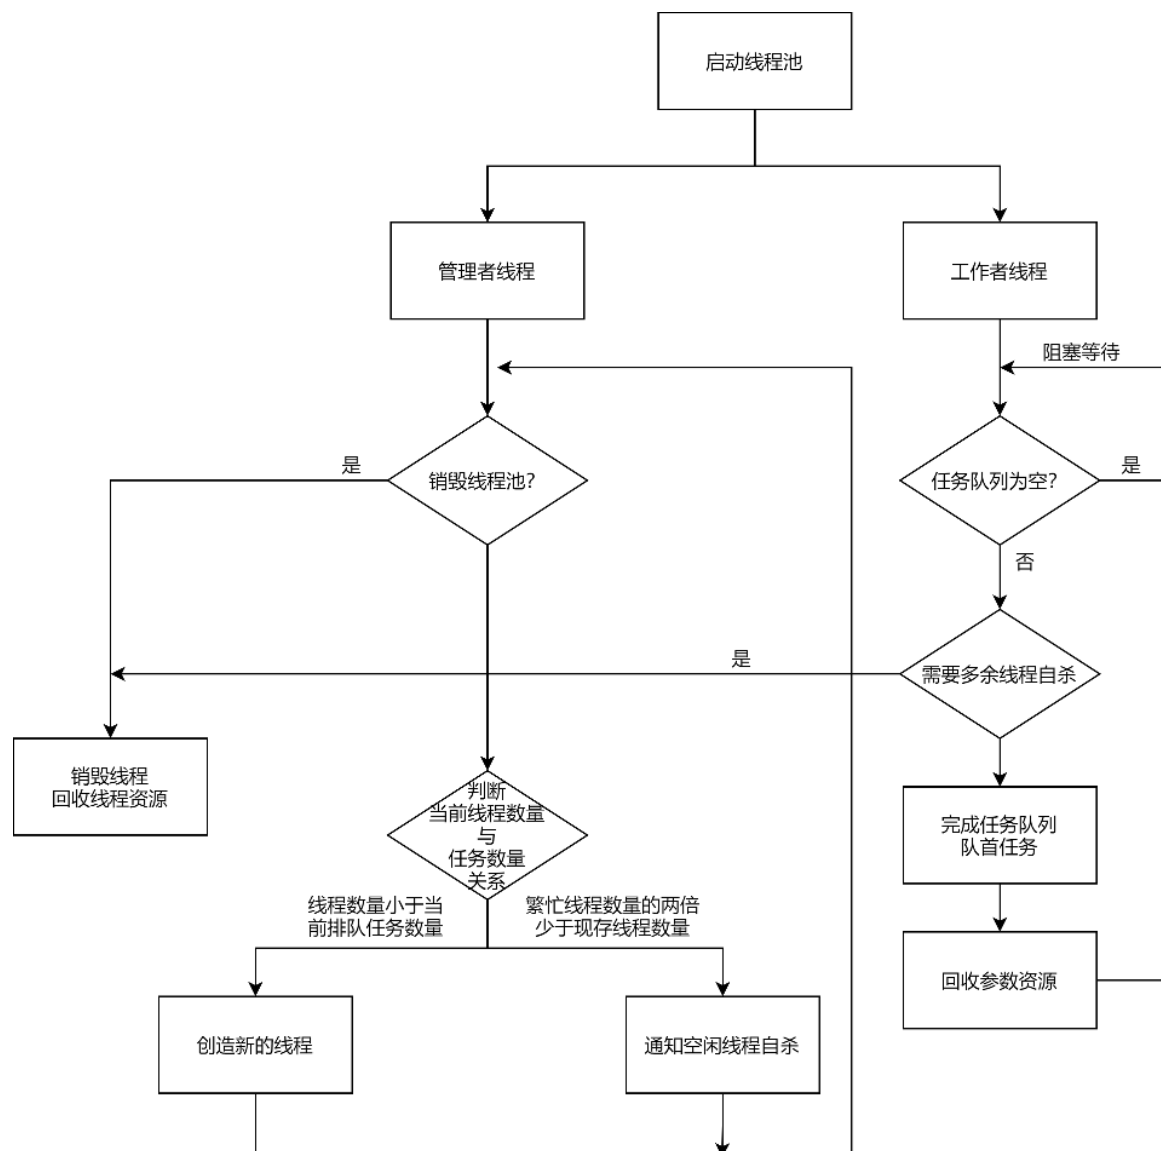 启动线程池
管理者线程
工作者线程
阻塞等待
是
销毁线程池?
任务队列为空?
是
否
是
需要多余线程自杀
销毁线程
回收线程资源
判断
当前线程数量
与
任务数量
关系
完成任务队列
队首任务
线程数量小于当
前排队任务数量
繁忙线程数量的两倍
少于现存线程数量
回收参数资源
创造新的线程
通知空闲线程自杀